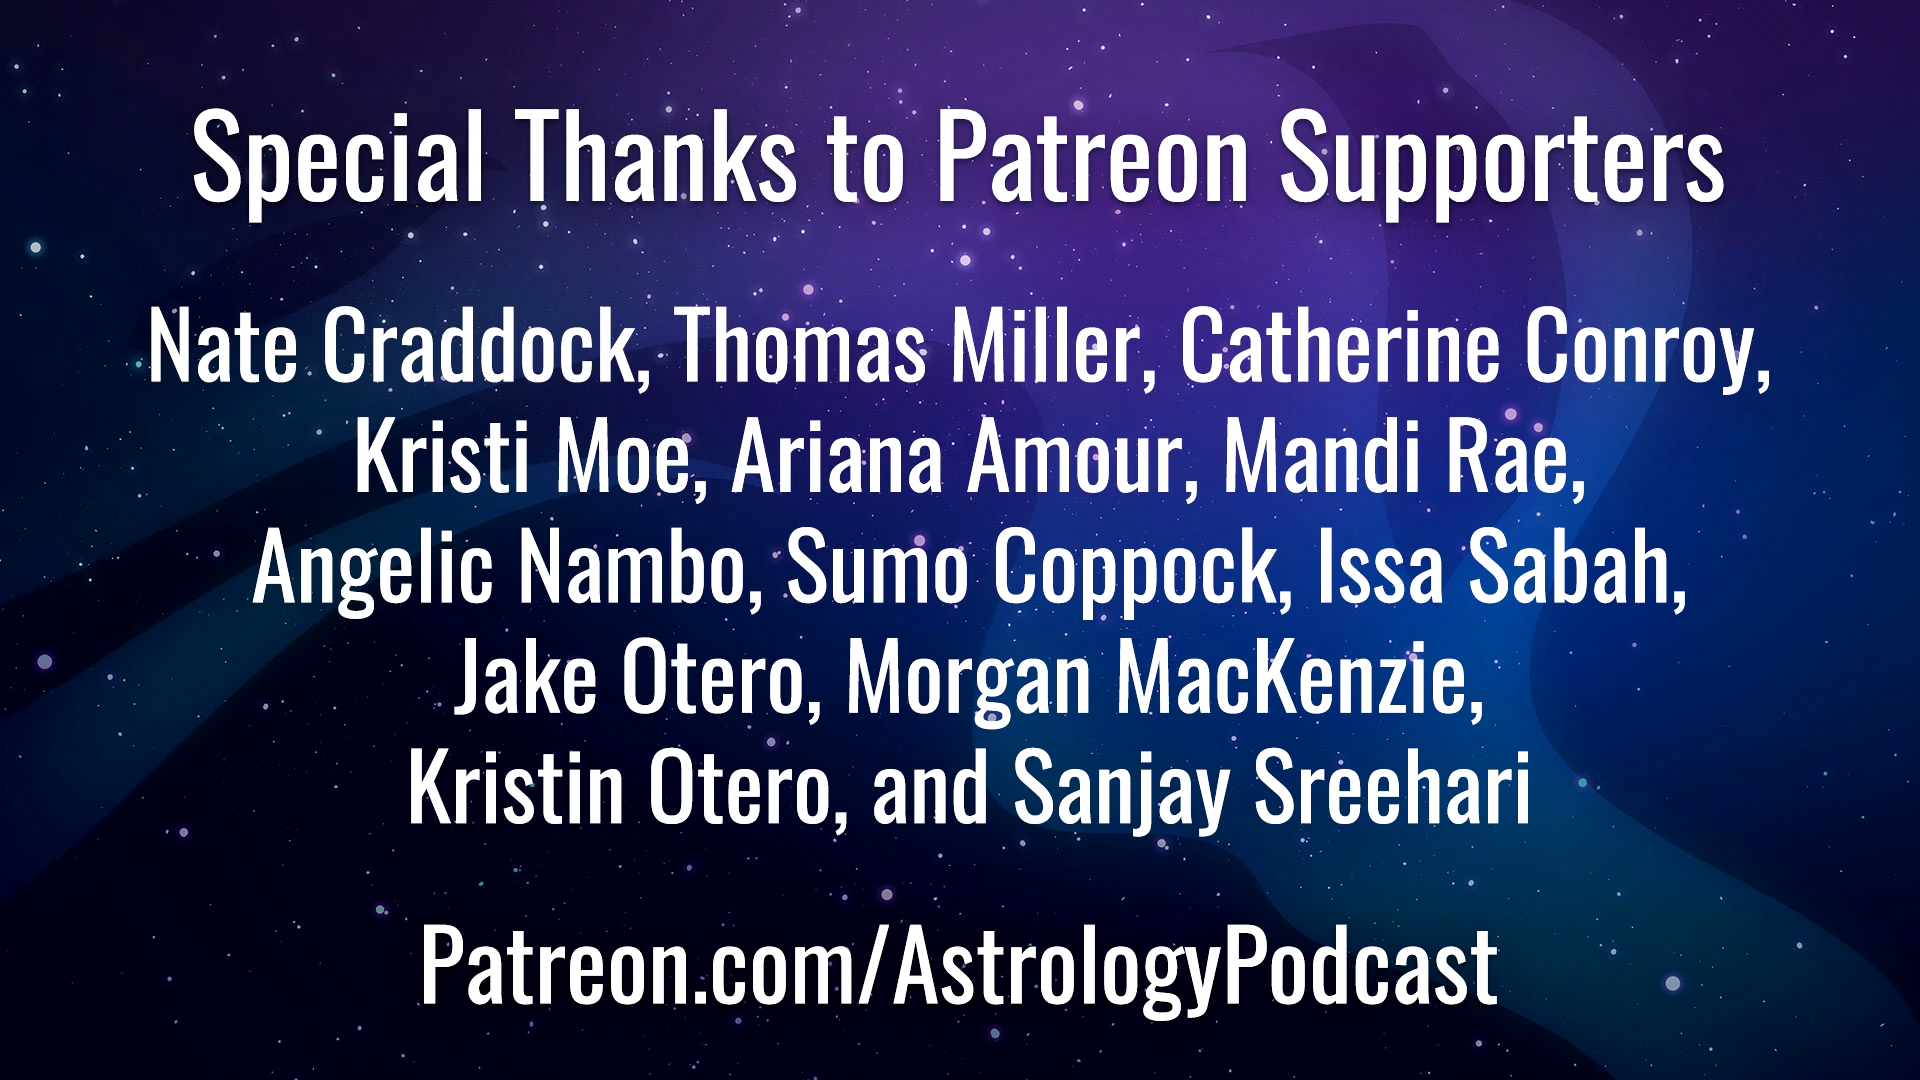 Special Thanks to Patreon Supporters
Nate Craddock, Thomas Miller, Catherine Conroy,
Kristi Moe, Ariana Amour, Mandi Rae,
Angelic Nambo, Sumo Coppock, Issa Sabah,
Jake Otero, Morgan MacKenzie,
Kristin Otero, and Sanjay Sreehari
Patreon.com/AstrologyPodcast